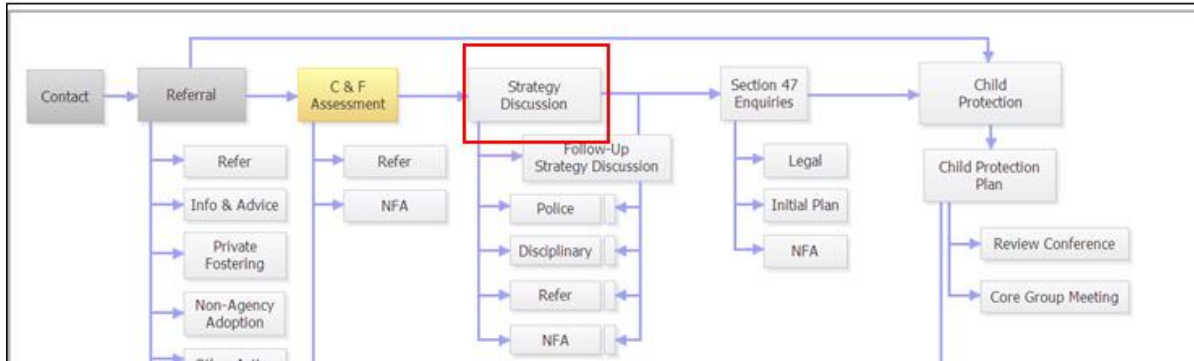 Contact
Referral
C & F
Assessment
Strategy
Discussion
Section 47
Enquiries
Child
Protection
Refer
Info & Advice
Private
Fostering
Non-Agency
Adoption
Refer
NFA
Follow-Up
Strategy Discussion
Police
Disciplinary
Refer
NFA
Legal
Initial Plan
NFA
Child Protection
Plan
Review Conference
Core Group Meeting